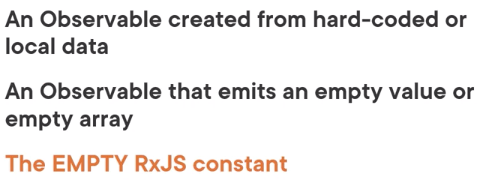 An Observable created from hard-coded or
local data
An Observable that emits an empty value or
empty array
The EMPTY RxJS constant